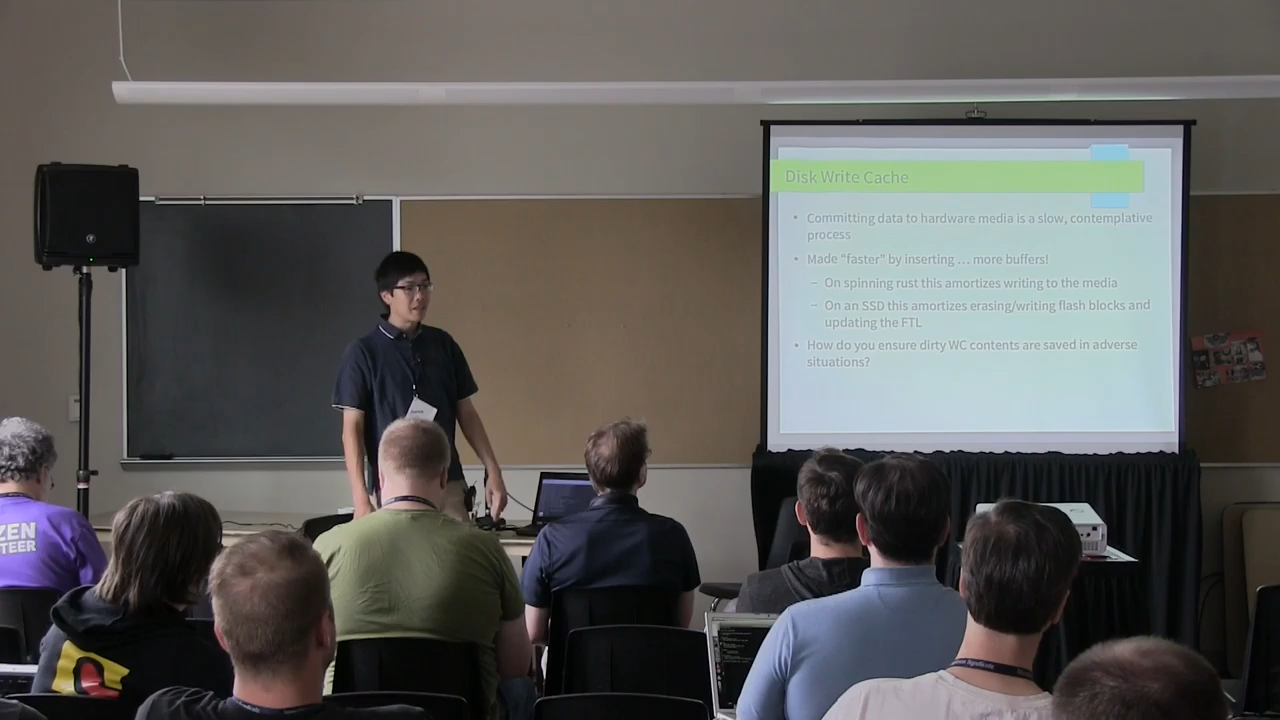 Disk Write Cache
• Committing data to hardware media is a slow, contemplative
process
• Made “faster” by inserting … more buffers!
– On spinning rust this amortizes writing to the media
– On an SSD this amortizes erasing/writing flash blocks and
updating the FTL
• How do you ensure dirty WC contents are saved in adverse
situations?
ZEN
TEER